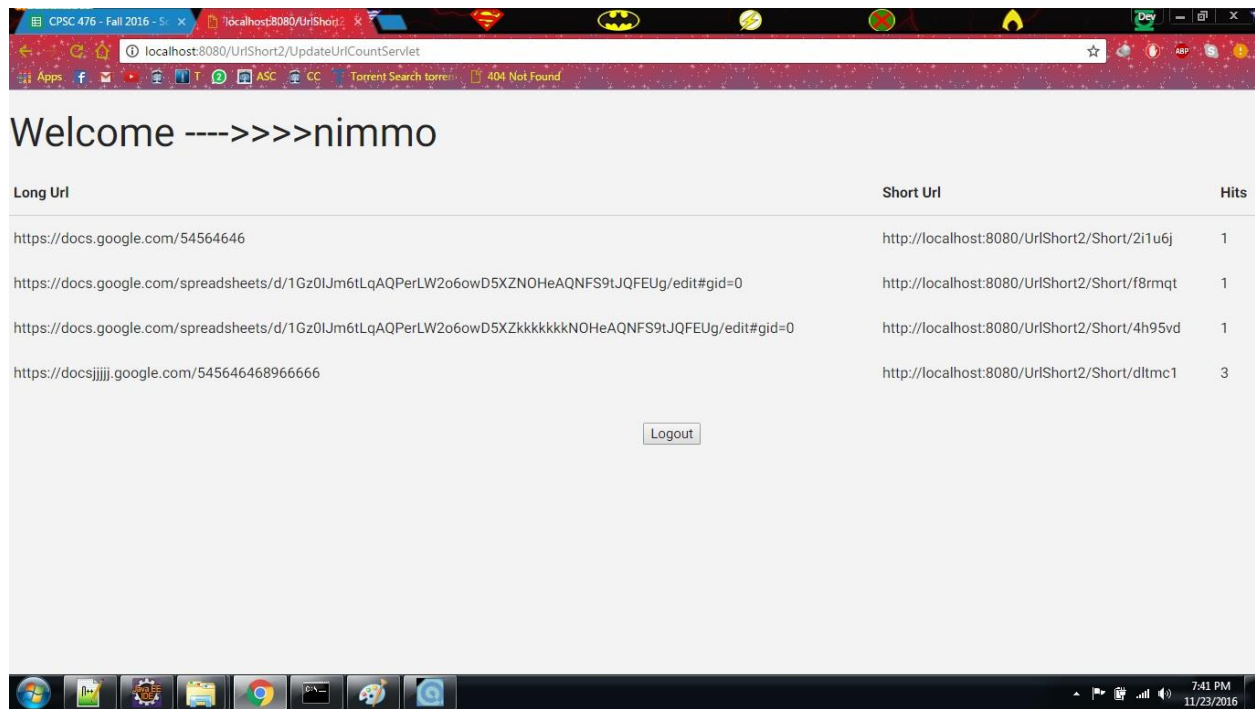 CPSC 476 - Fall 2016 - Sc
localhost:8080/UrlShort2
Dev
localhost:8080/UrlShort2/UpdateUrlCountServlet
ABP
Apps T ASC CC Torrent Search torren 404 Not Found
Welcome ---->>>>nimmo
Long Url Short Url Hits
https://docs.google.com/54564646 http://localhost:8080/UrlShort2/Short/2i1u6j 1
https://docs.google.com/spreadsheets/d/1Gz0IJm6tLqAQPerLW2o6owD5XZNOHeAQNFS9tJQFEUg/edit#gid=0 http://localhost:8080/UrlShort2/Short/f8rmqt 1
https://docs.google.com/spreadsheets/d/1Gz0IJm6tLqAQPerLW2o6owD5XZkkkkkkkNOHeAQNFS9tJQFEUg/edit#gid=0 http://localhost:8080/UrlShort2/Short/4h95vd 1
https://docsjjjjj.google.com/545646468966666 http://localhost:8080/UrlShort2/Short/dltmc1 3
Logout
7:41 PM
11/23/2016